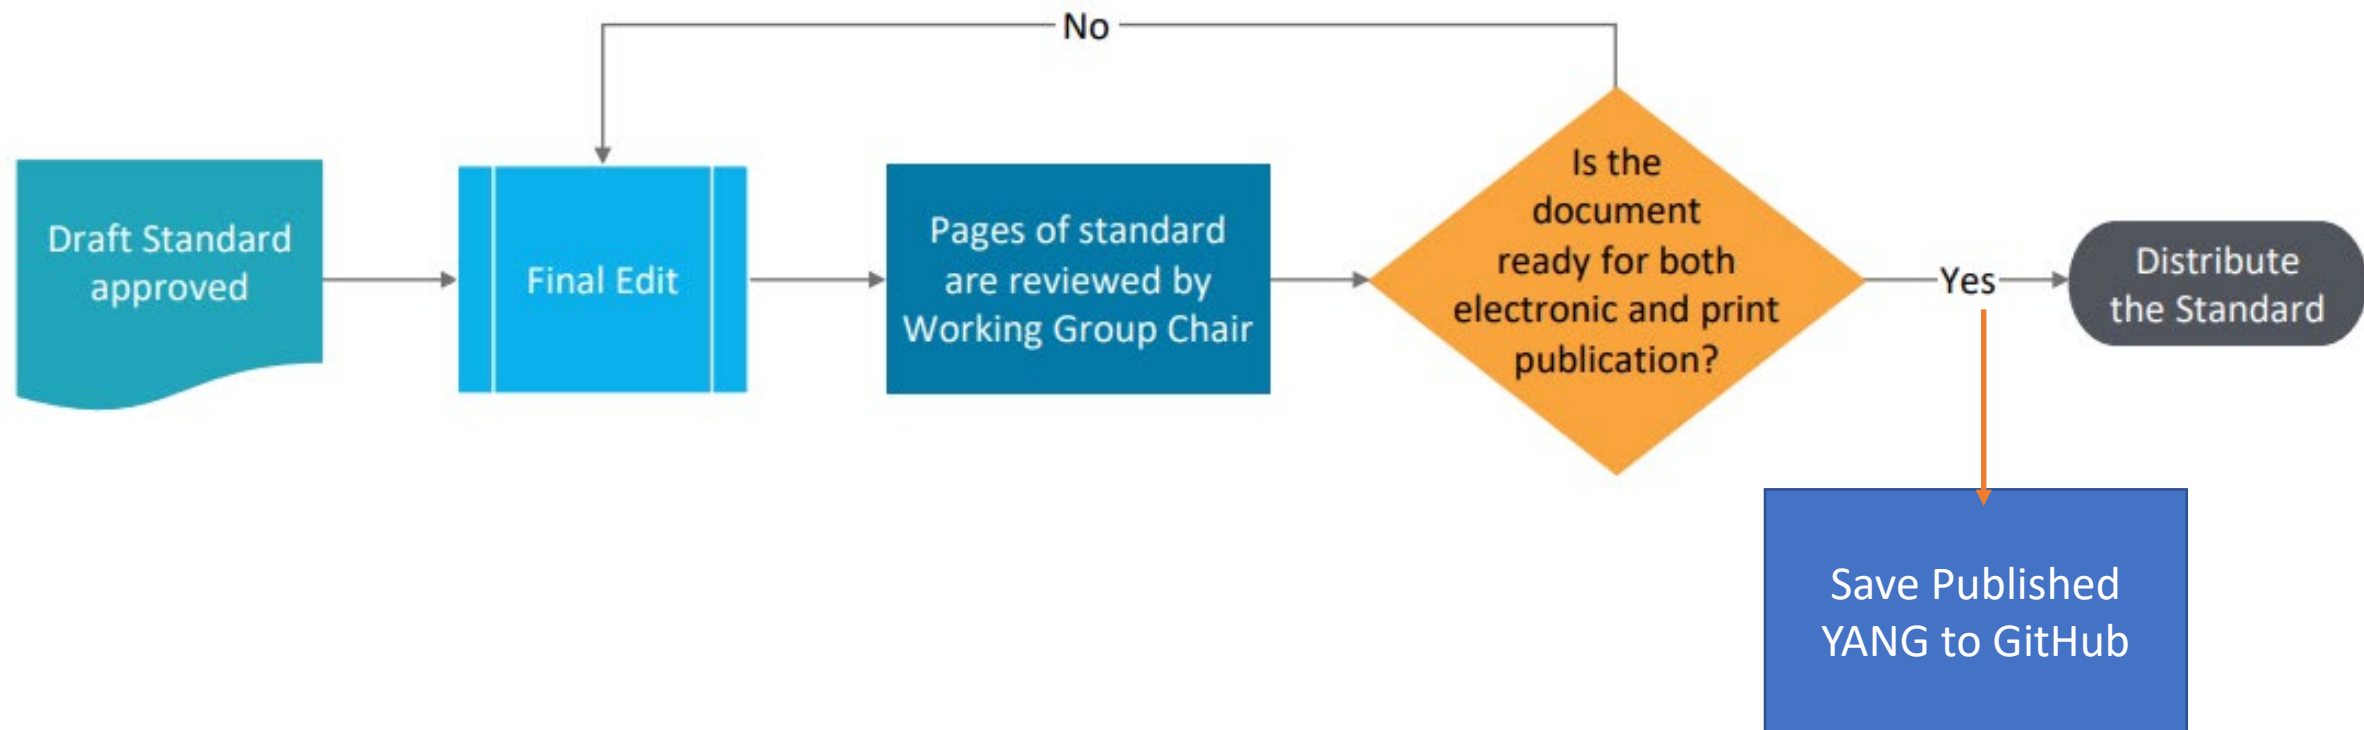 No
Draft Standard
approved
Final Edit
Pages of standard
are reviewed by
Working Group Chair
Is the
document
ready for both
electronic and print
publication?
Yes
Distribute
the Standard
Save Published
YANG to GitHub